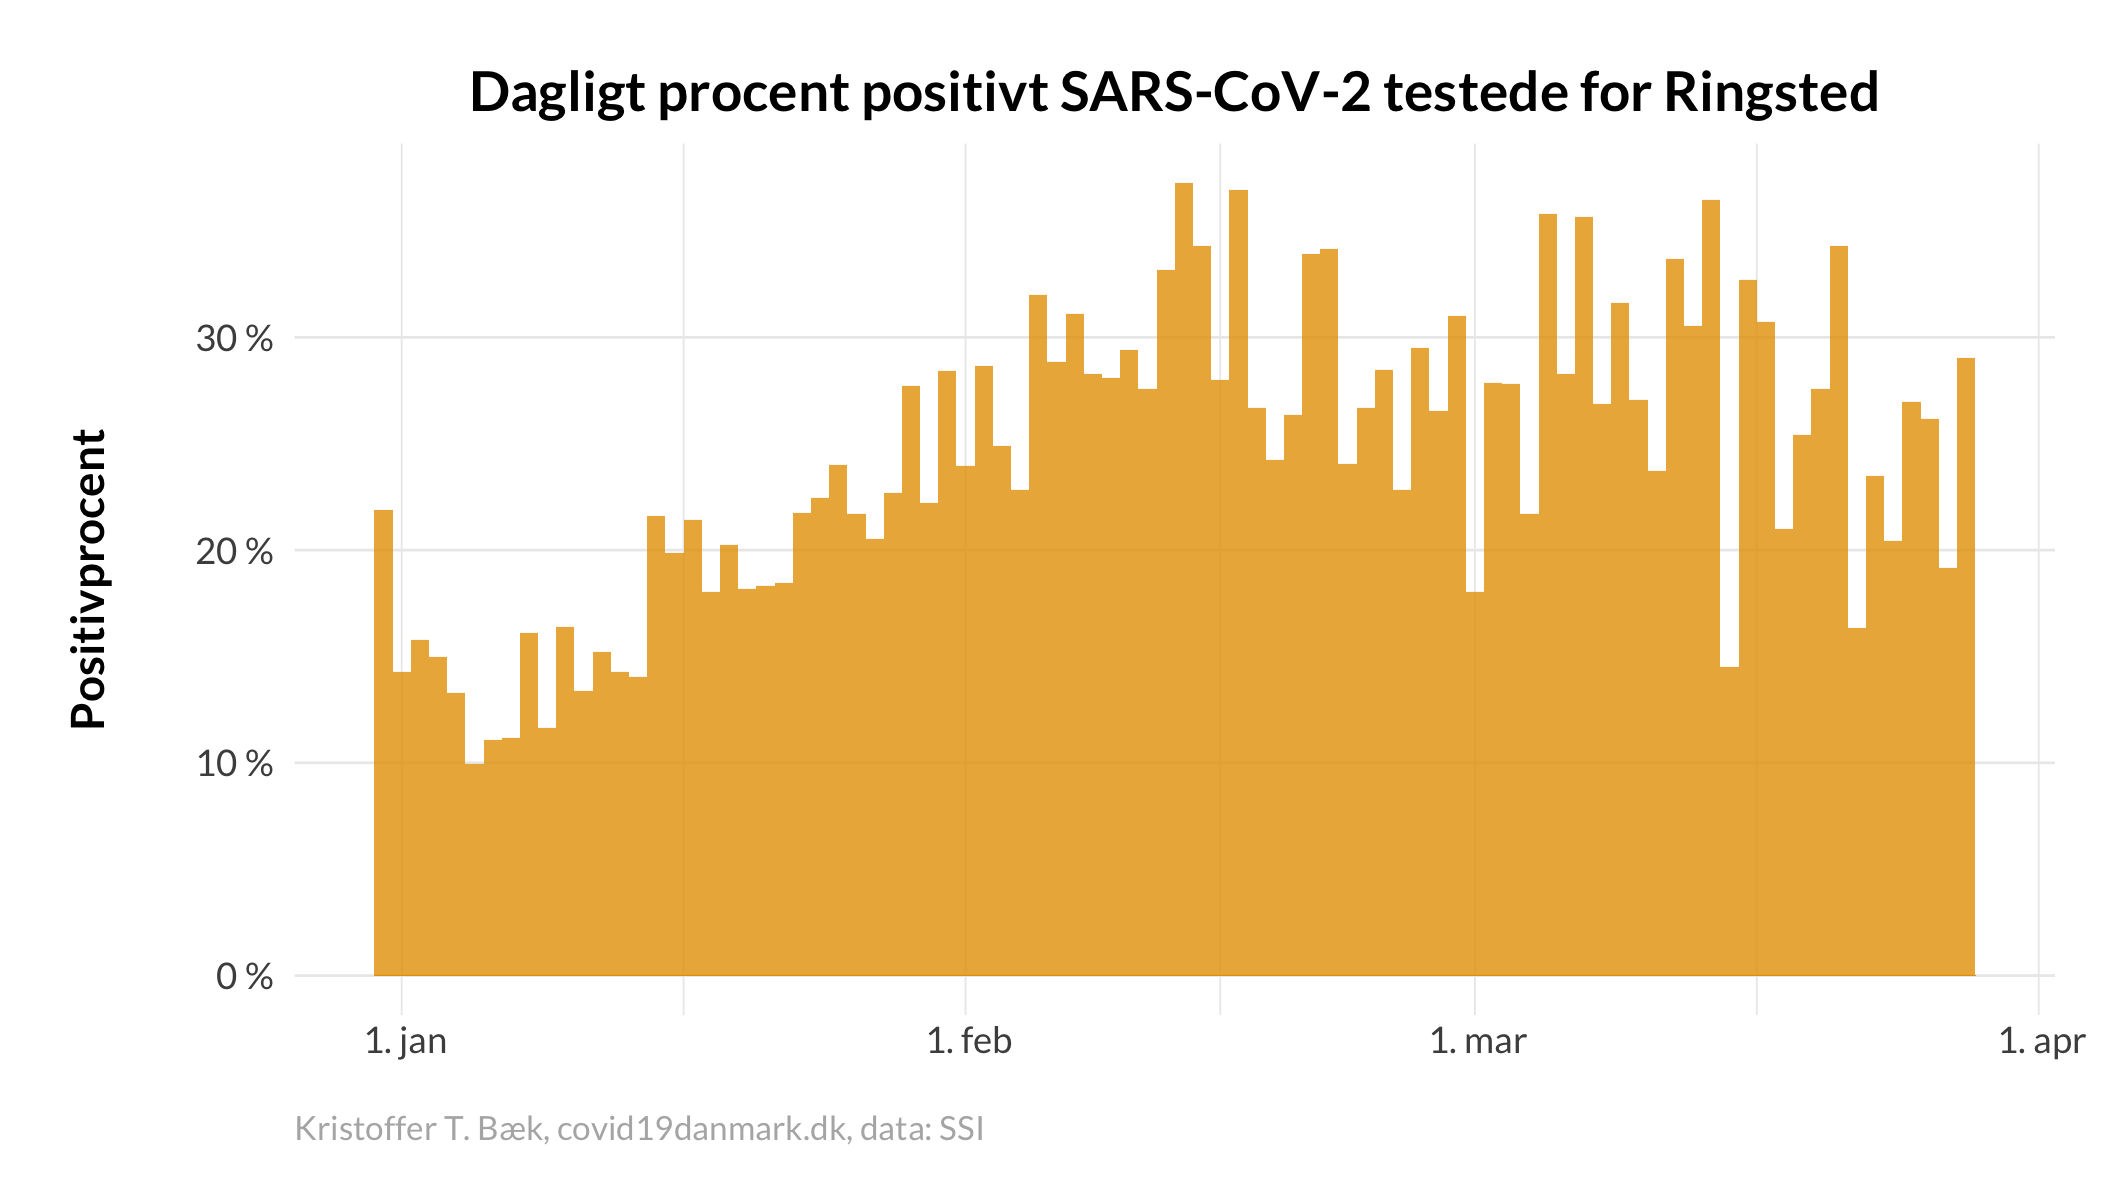 Dagligt procent positivt SARS-CoV-2 testede for Ringsted
Positivprocent
30 %
20 %
10 %
0 %
1. jan
1. feb
1. mar
1. apr
Kristoffer T. Bæk, covid19danmark.dk, data: SSI